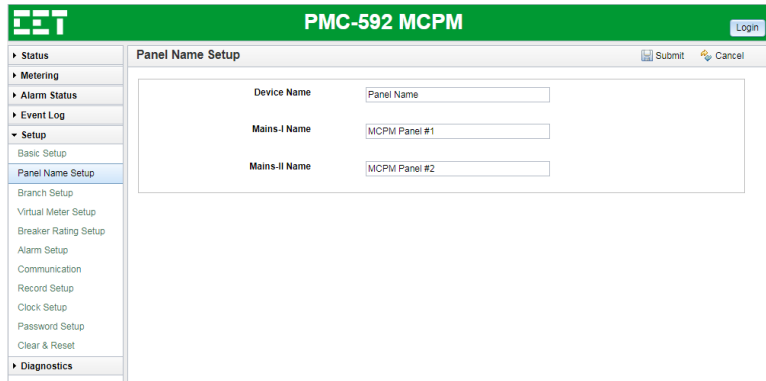 CET
PMC-592 MCPM
Login
Status
Metering
Alarm Status
Event Log
Setup
Basic Setup
Panel Name Setup
Branch Setup
Virtual Meter Setup
Breaker Rating Setup
Alarm Setup
Communication
Record Setup
Clock Setup
Password Setup
Clear & Reset
Diagnostics
Panel Name Setup
Submit Cancel
Device Name Panel Name
Mains-I Name MCPM Panel #1
Mains-II Name MCPM Panel #2